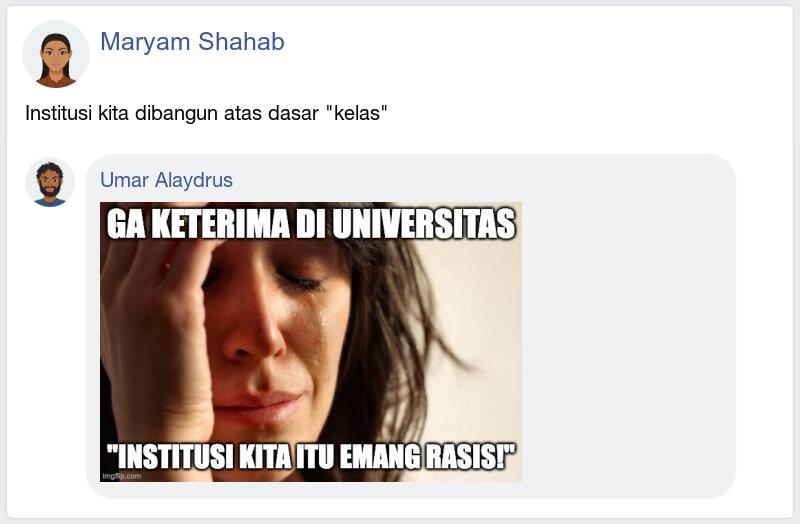 Maryam Shahab
Institusi kita dibangun atas dasar "kelas"
Umar Alaydrus
GA KETERIMA DI UNIVERSITAS
"INSTITUSI KITA ITU EMANG RASIS!"
imgflip.com